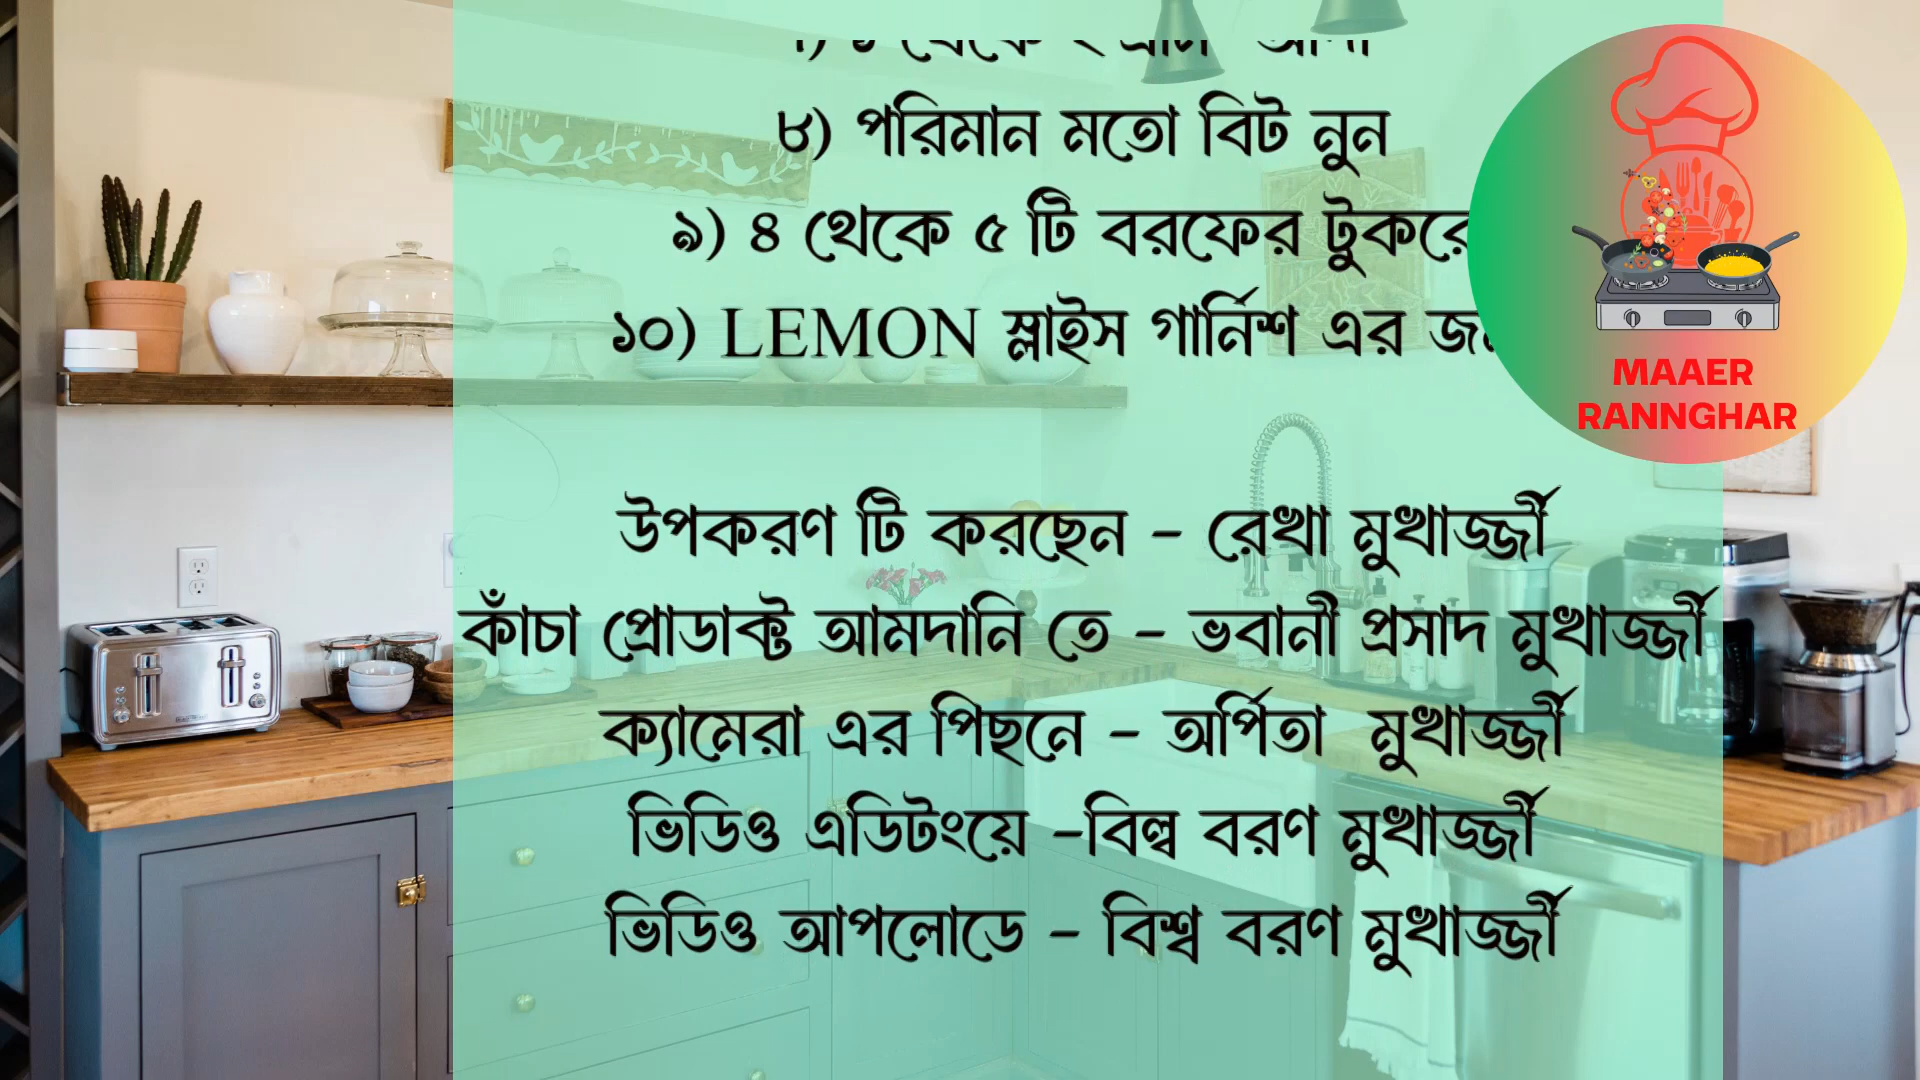 ৮) পরিমান মতো বিট নুন
৯) ৪ থেকে ৫ টি বরফের টুকরে
১০) LEMON স্লাইস গার্নিশ এর
উপকরণ টি করছেন – রেখা মুখার্জ্জী
কাঁচা প্রোডাক্ট আমদানি তে – ভবানী প্রসাদ মুখার্জ্জী
ক্যামেরা এর পিছনে – অর্পিতা মুখার্জ্জী
ভিডিও এডিটংয়ে –বিল্ব বরণ মুখার্জ্জী
ভিডিও আপলোডে – বিশ্ব বরণ মুখার্জ্জী
MAAER
RANNGHAR